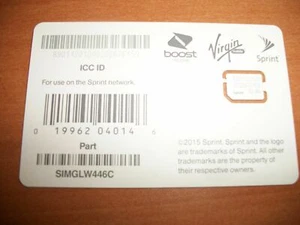 boost
Virgin
Sprint
ICC ID
For use on the Sprint network.
0 19962 04014 6
Part
SIMGLW446C
©2015 Sprint. Sprint and the logo
are trademarks of Sprint. All other
trademarks are the property of
their respective owners.